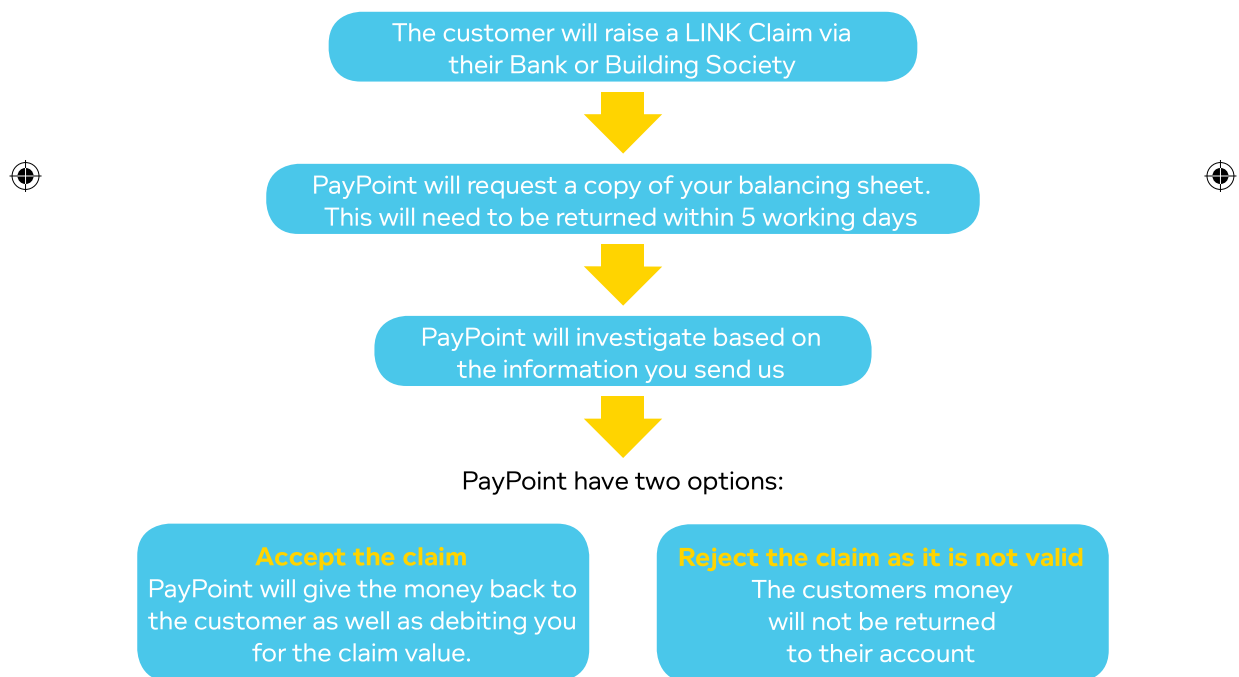 The customer will raise a LINK Claim via
their Bank or Building Society
PayPoint will request a copy of your balancing sheet.
This will need to be returned within 5 working days
PayPoint will investigate based on
the information you send us
PayPoint have two options:
Accept the claim
PayPoint will give the money back to
the customer as well as debiting you
for the claim value.
Reject the claim as it is not valid
The customers money
will not be returned
to their account